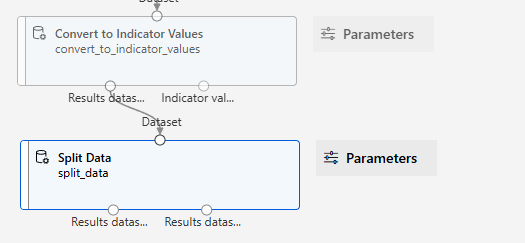 Dataset
Convert to Indicator Values
convert_to_indicator_values
Parameters
Results datas... Indicator val...
Dataset
Split Data
split_data
Parameters
Results datas... Results datas...